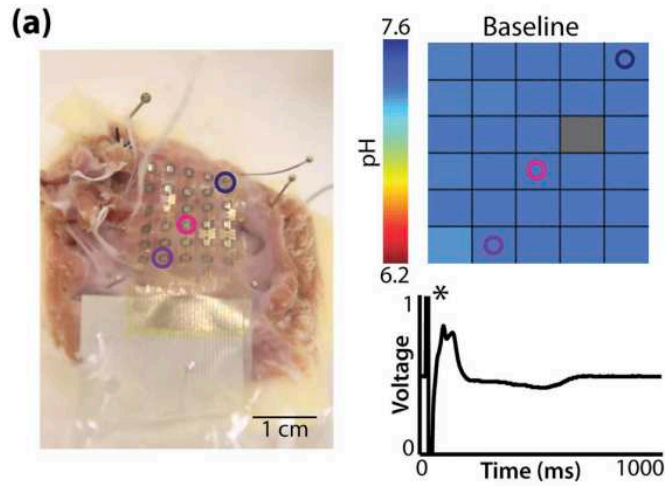 (a)
7.6
Baseline
pH
6.2
1 cm
1
*
Voltage
0
0
1000
Time (ms)